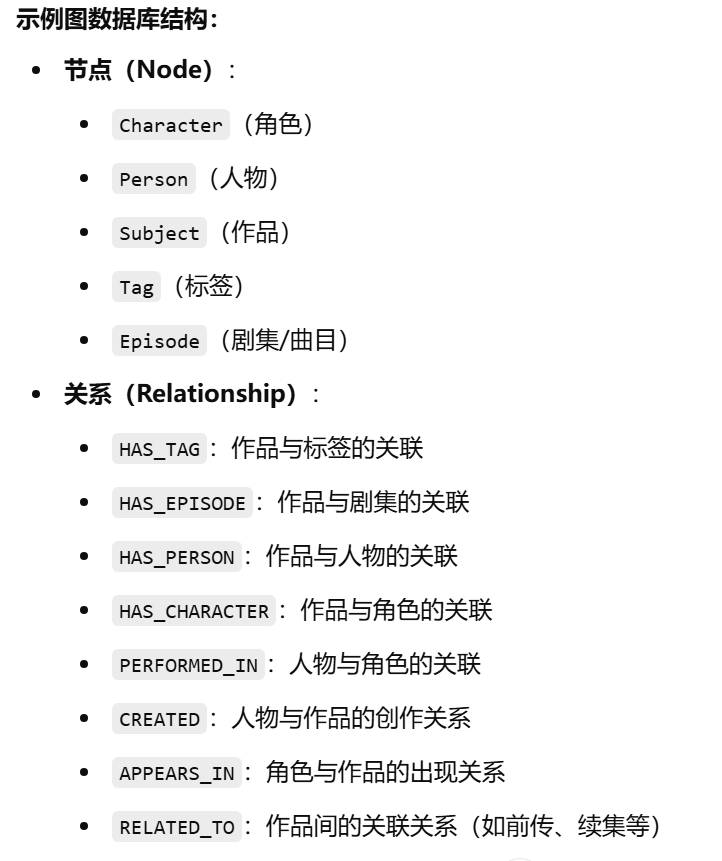 示例图数据库结构：
节点（Node）：
Character（角色）
Person（人物）
Subject（作品）
Tag（标签）
Episode（剧集/曲目）
关系（Relationship）：
HAS_TAG：作品与标签的关联
HAS_EPISODE：作品与剧集的关联
HAS_PERSON：作品与人物的关联
HAS_CHARACTER：作品与角色的关联
PERFORMED_IN：人物与角色的关联
CREATED：人物与作品的创作关系
APPEARS_IN：角色与作品的出现关系
RELATED_TO：作品间的关联关系（如前传、续集等）